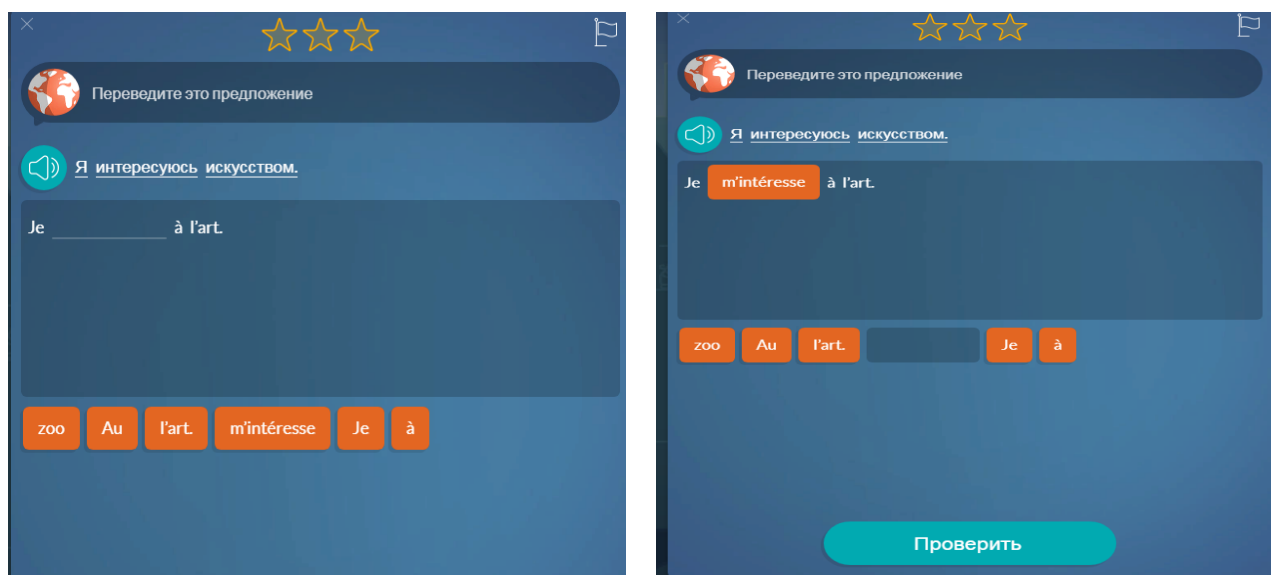 Переведите это предложение
Я интересуюсь искусством.
Je ____________ à l'art.
zoo Au l'art. m'intéresse Je à
Переведите это предложение
Я интересуюсь искусством.
Je m'intéresse à l'art.
zoo Au l'art. Je à
Проверить